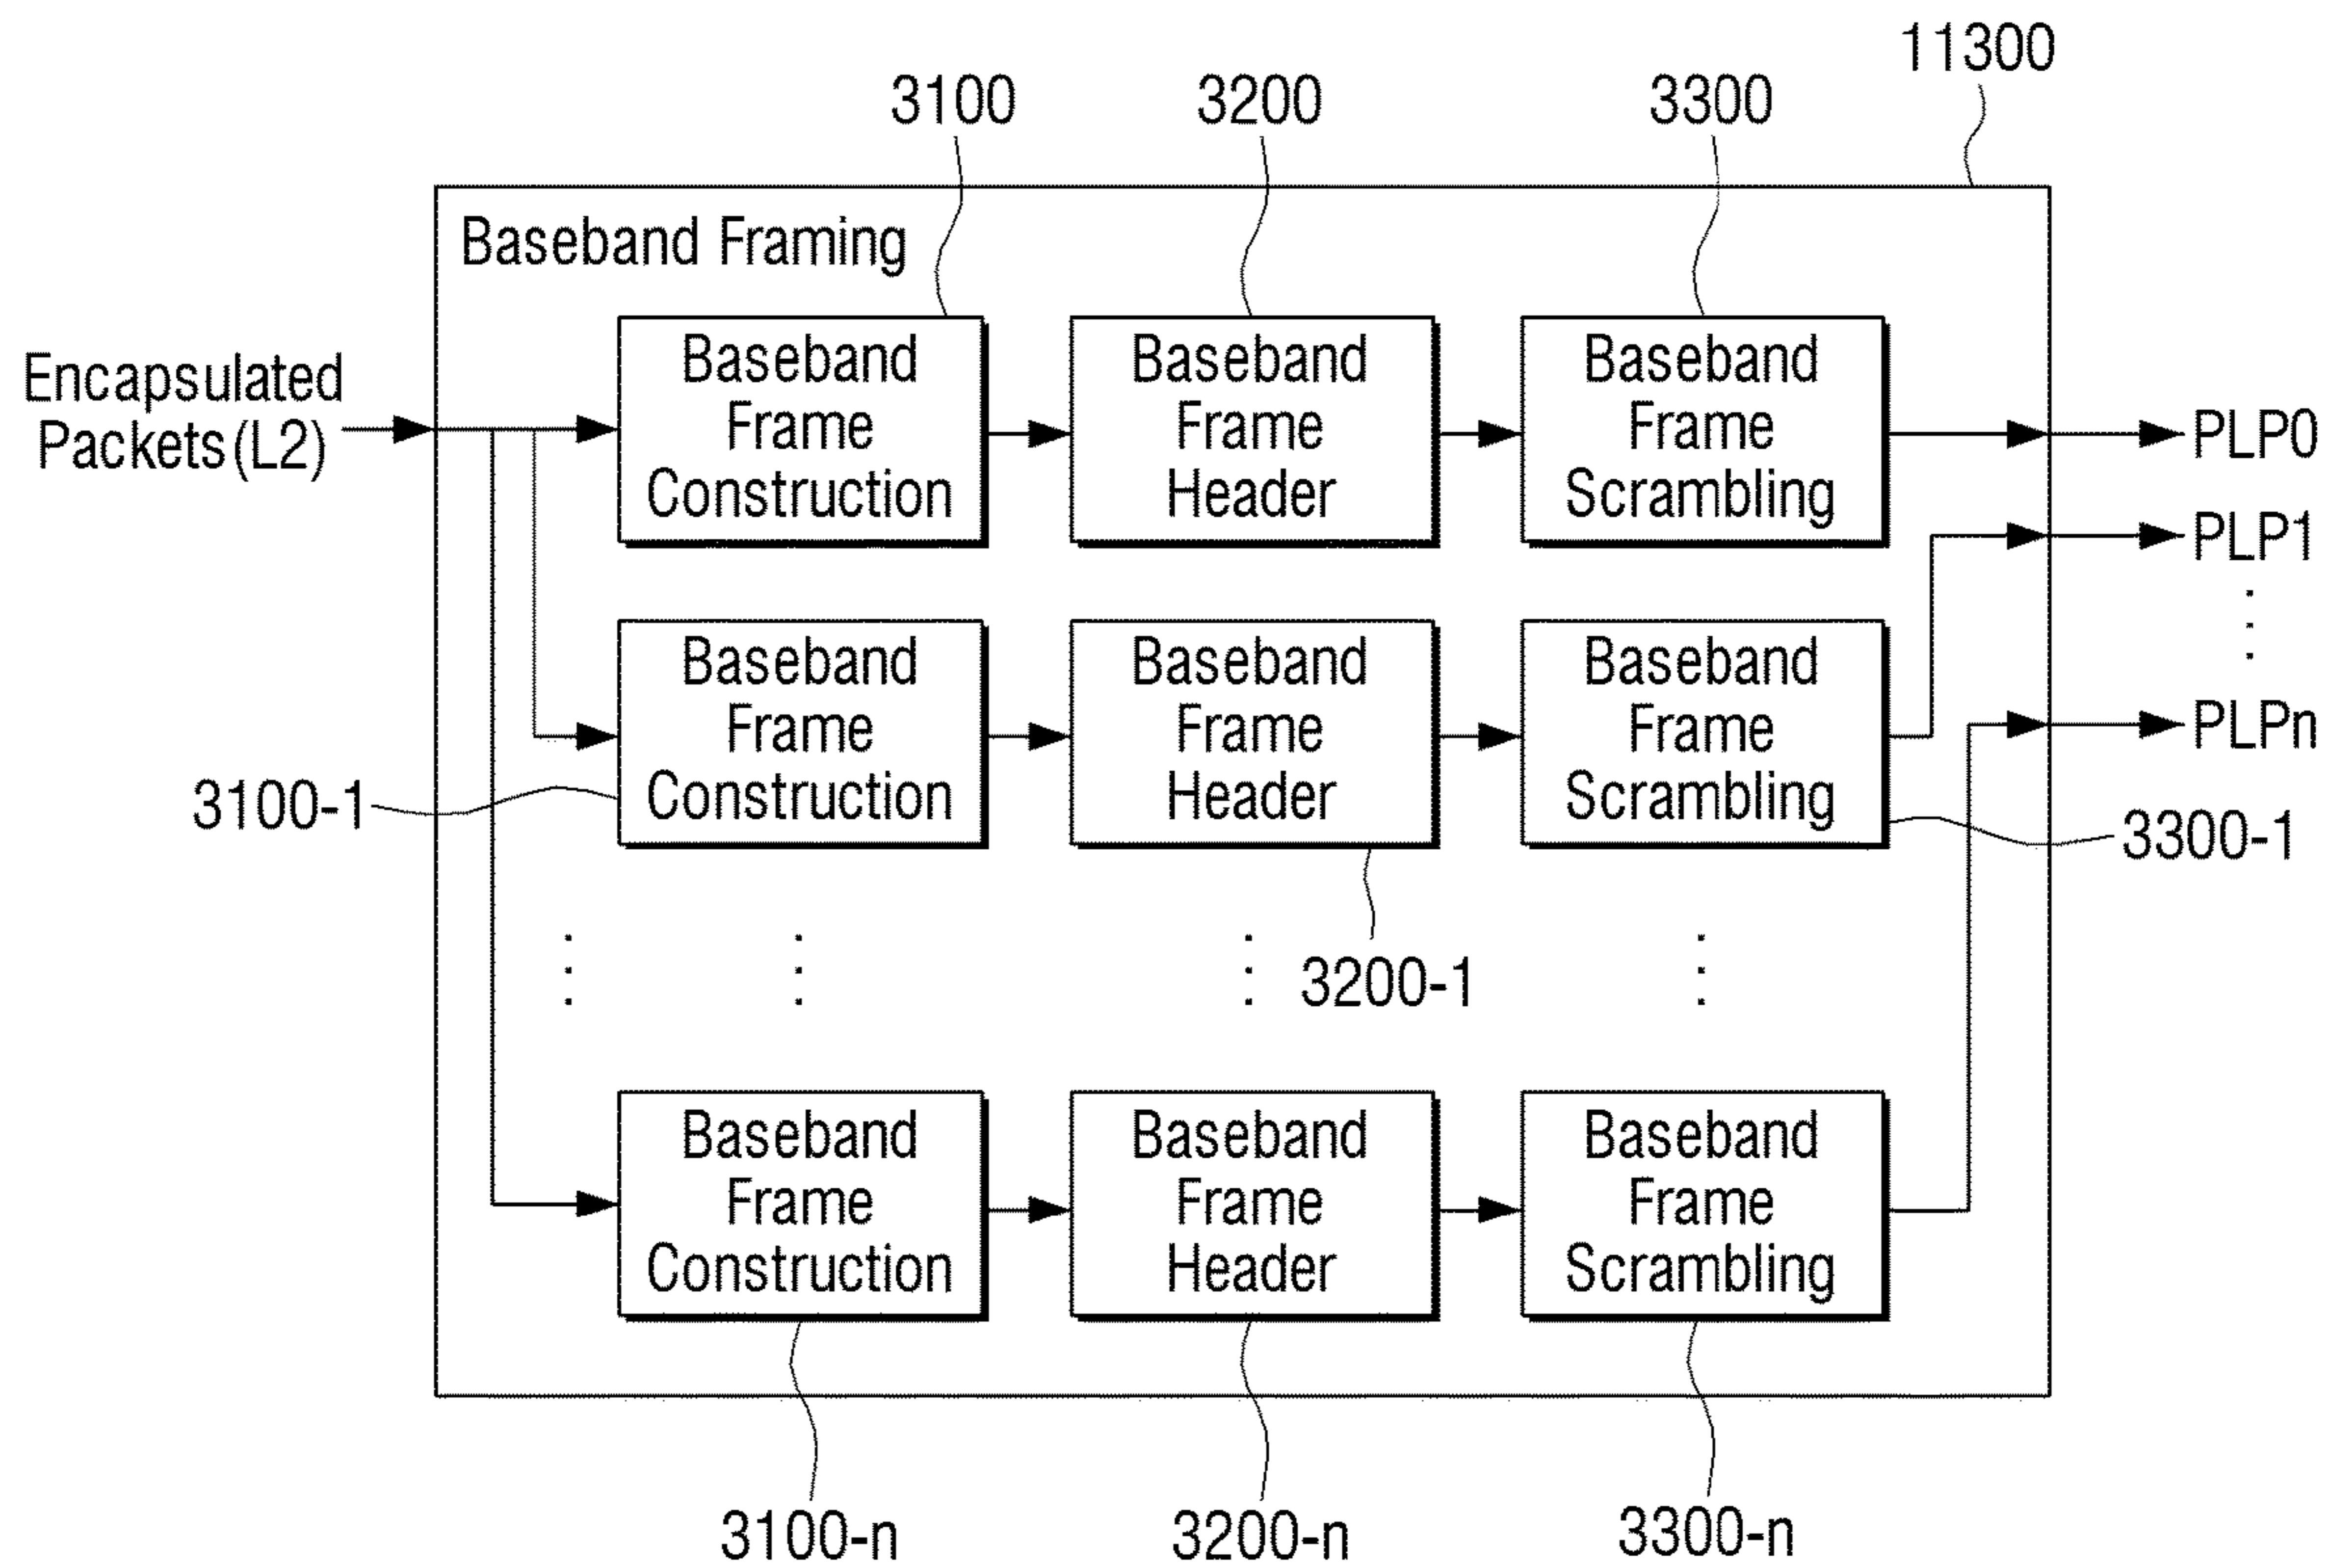 11300
3100
3200
3300
Baseband Framing
Encapsulated
Packets(L2)
Baseband
Frame
Construction
Baseband
Frame
Header
Baseband
Frame
Scrambling
PLP0
PLP1
PLPn
Baseband
Frame
Construction
Baseband
Frame
Header
Baseband
Frame
Scrambling
3100-1
3300-1
3200-1
Baseband
Frame
Construction
Baseband
Frame
Header
Baseband
Frame
Scrambling
3100-n
3200-n
3300-n